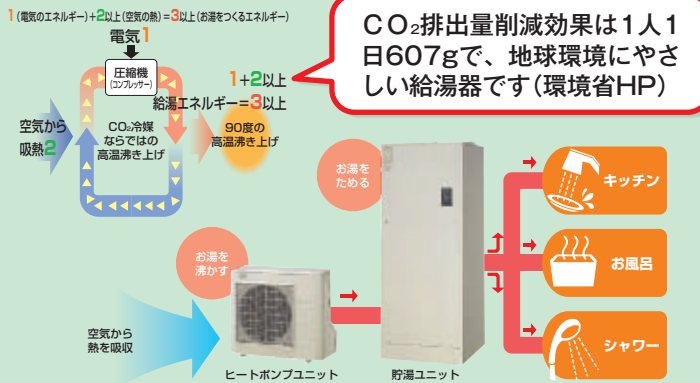 1(電気のエネルギー)+2以上(空気の熱)=3以上(お湯をつくるエネルギー)
電気1
圧縮機
(コンプレッサー)
1+2以上
給湯エネルギー=3以上
空気から
吸熱2
CO₂冷媒
ならではの
高温沸き上げ
90度の
高温沸き上げ
CO₂排出量削減効果は1人1
日607gで、地球環境にやさ
しい給湯器です(環境省HP)
お湯を
ためる
キッチン
お湯を
沸かす
お風呂
空気から
熱を吸収
シャワー
ヒートポンプユニット
貯湯ユニット